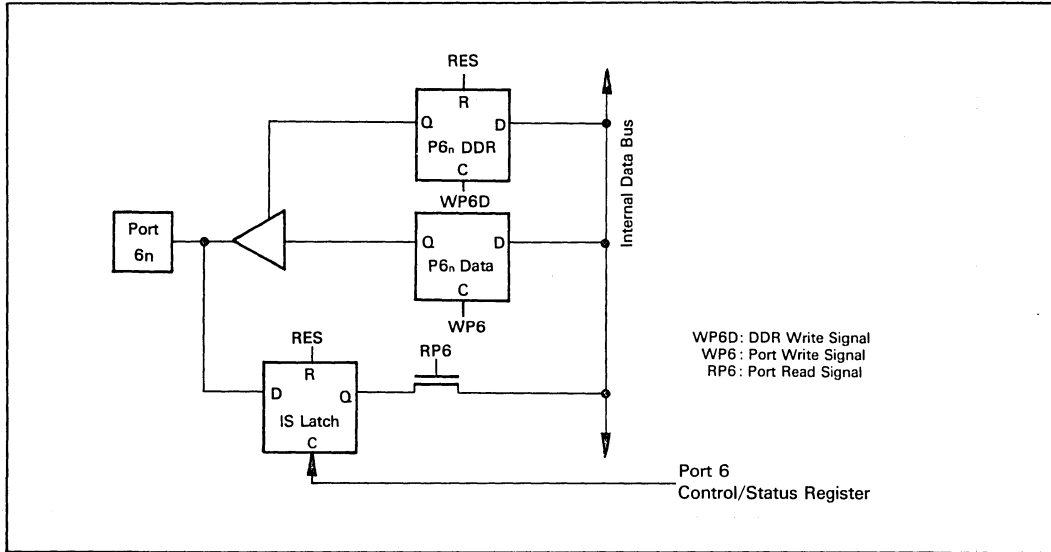 RES
R
Q D
P6n DDR
C
WP6D
Internal Data Bus
Port
6n
Q D
P6n Data
C
WP6
RES
R
D Q
IS Latch
C
RP6
WP6D: DDR Write Signal
WP6: Port Write Signal
RP6: Port Read Signal
Port 6
Control/Status Register